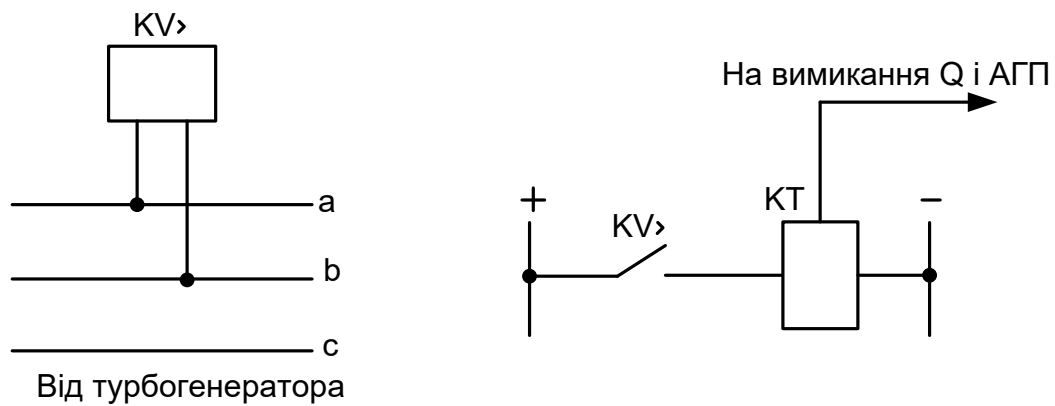 KV>
a
b
c
Від турбогенератора
На вимикання Q і АГП
+
KV>
KT
−